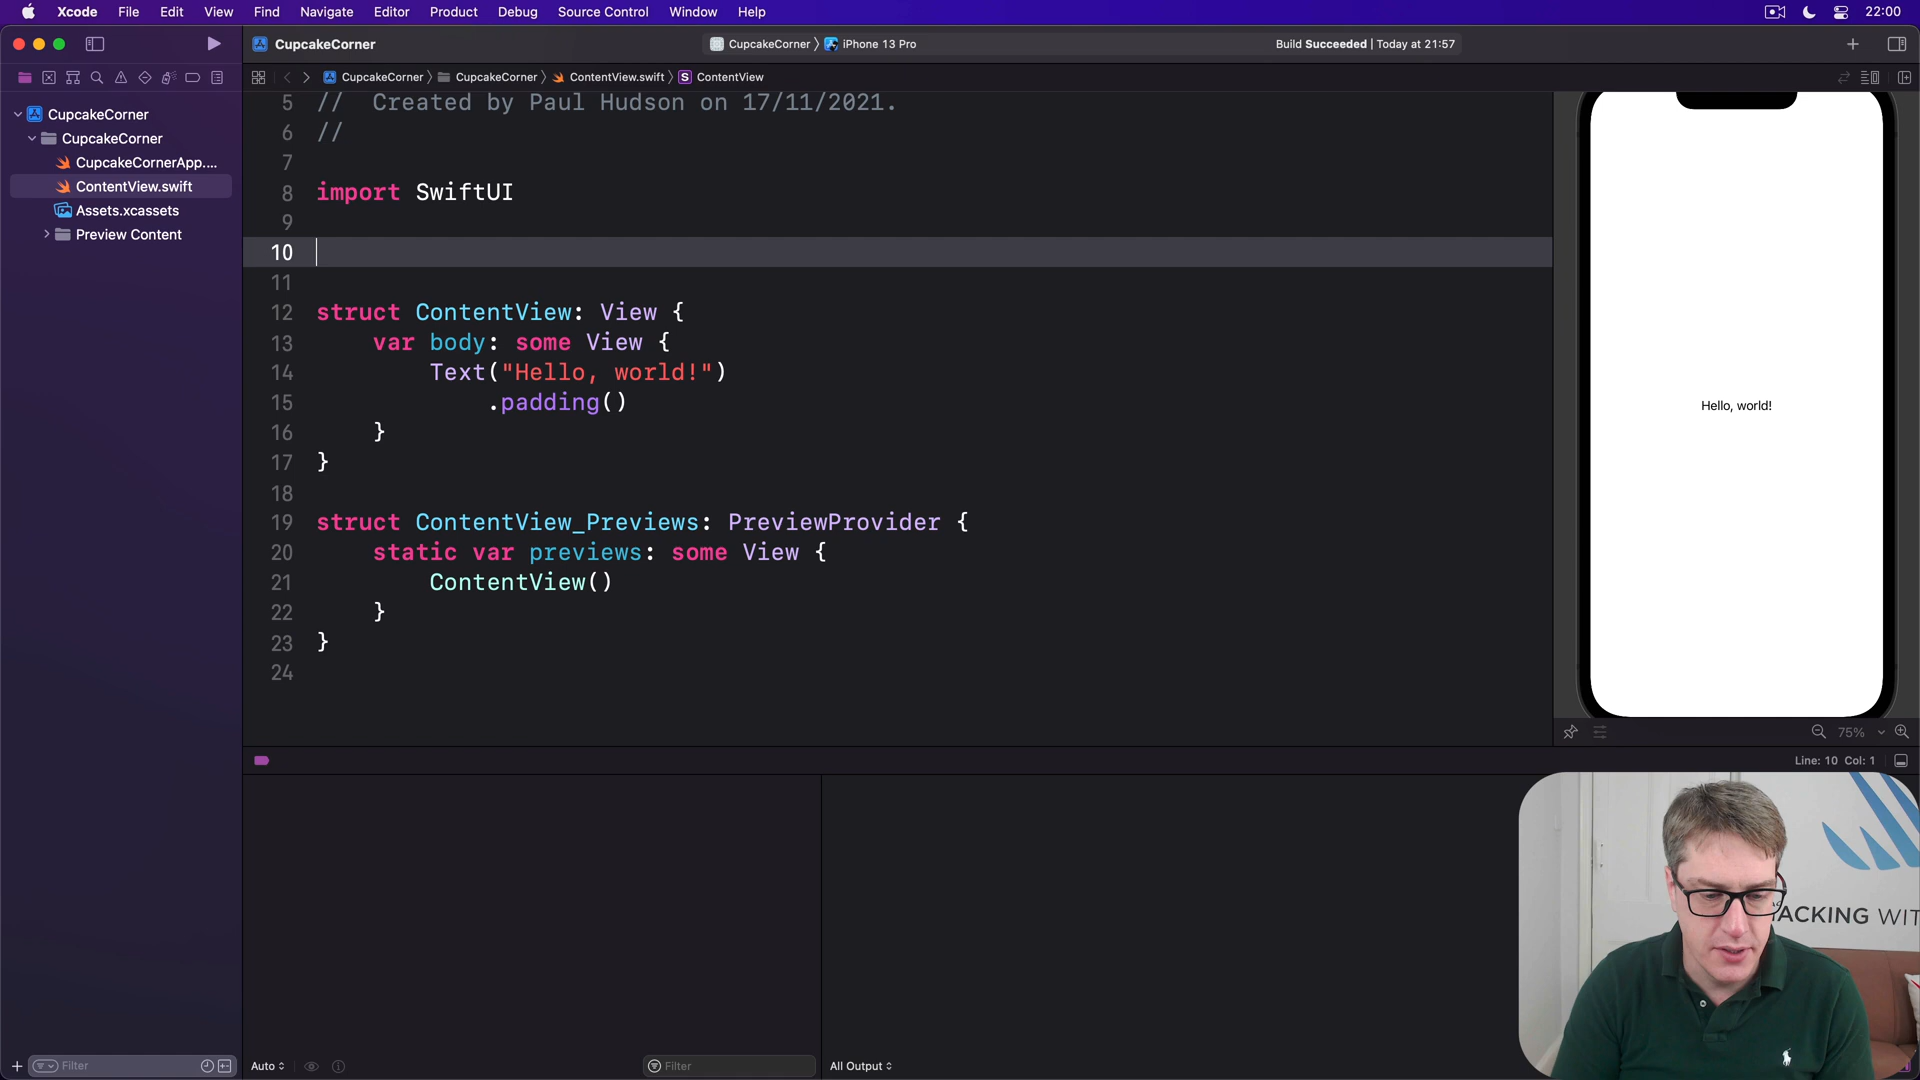 Xcode File Edit View Find Navigate Editor Product Debug Source Control Window Help 22:00
CupcakeCorner CupcakeCorner iPhone 13 Pro Build Succeeded | Today at 21:57
CupcakeCorner CupcakeCorner ContentView.swift S ContentView
CupcakeCorner
CupcakeCorner
CupcakeCornerApp....
ContentView.swift
Assets.xcassets
Preview Content
5 //  Created by Paul Hudson on 17/11/2021.
6 //
7
8 import SwiftUI
9
10
11
12 struct ContentView: View {
13     var body: some View {
14         Text("Hello, world!")
15             .padding()
16     }
17 }
18
19 struct ContentView_Previews: PreviewProvider {
20     static var previews: some View {
21         ContentView()
22     }
23 }
24
Hello, world!
75%
Line: 10 Col: 1
HACKING WIT
Filter
Auto
Filter
All Output